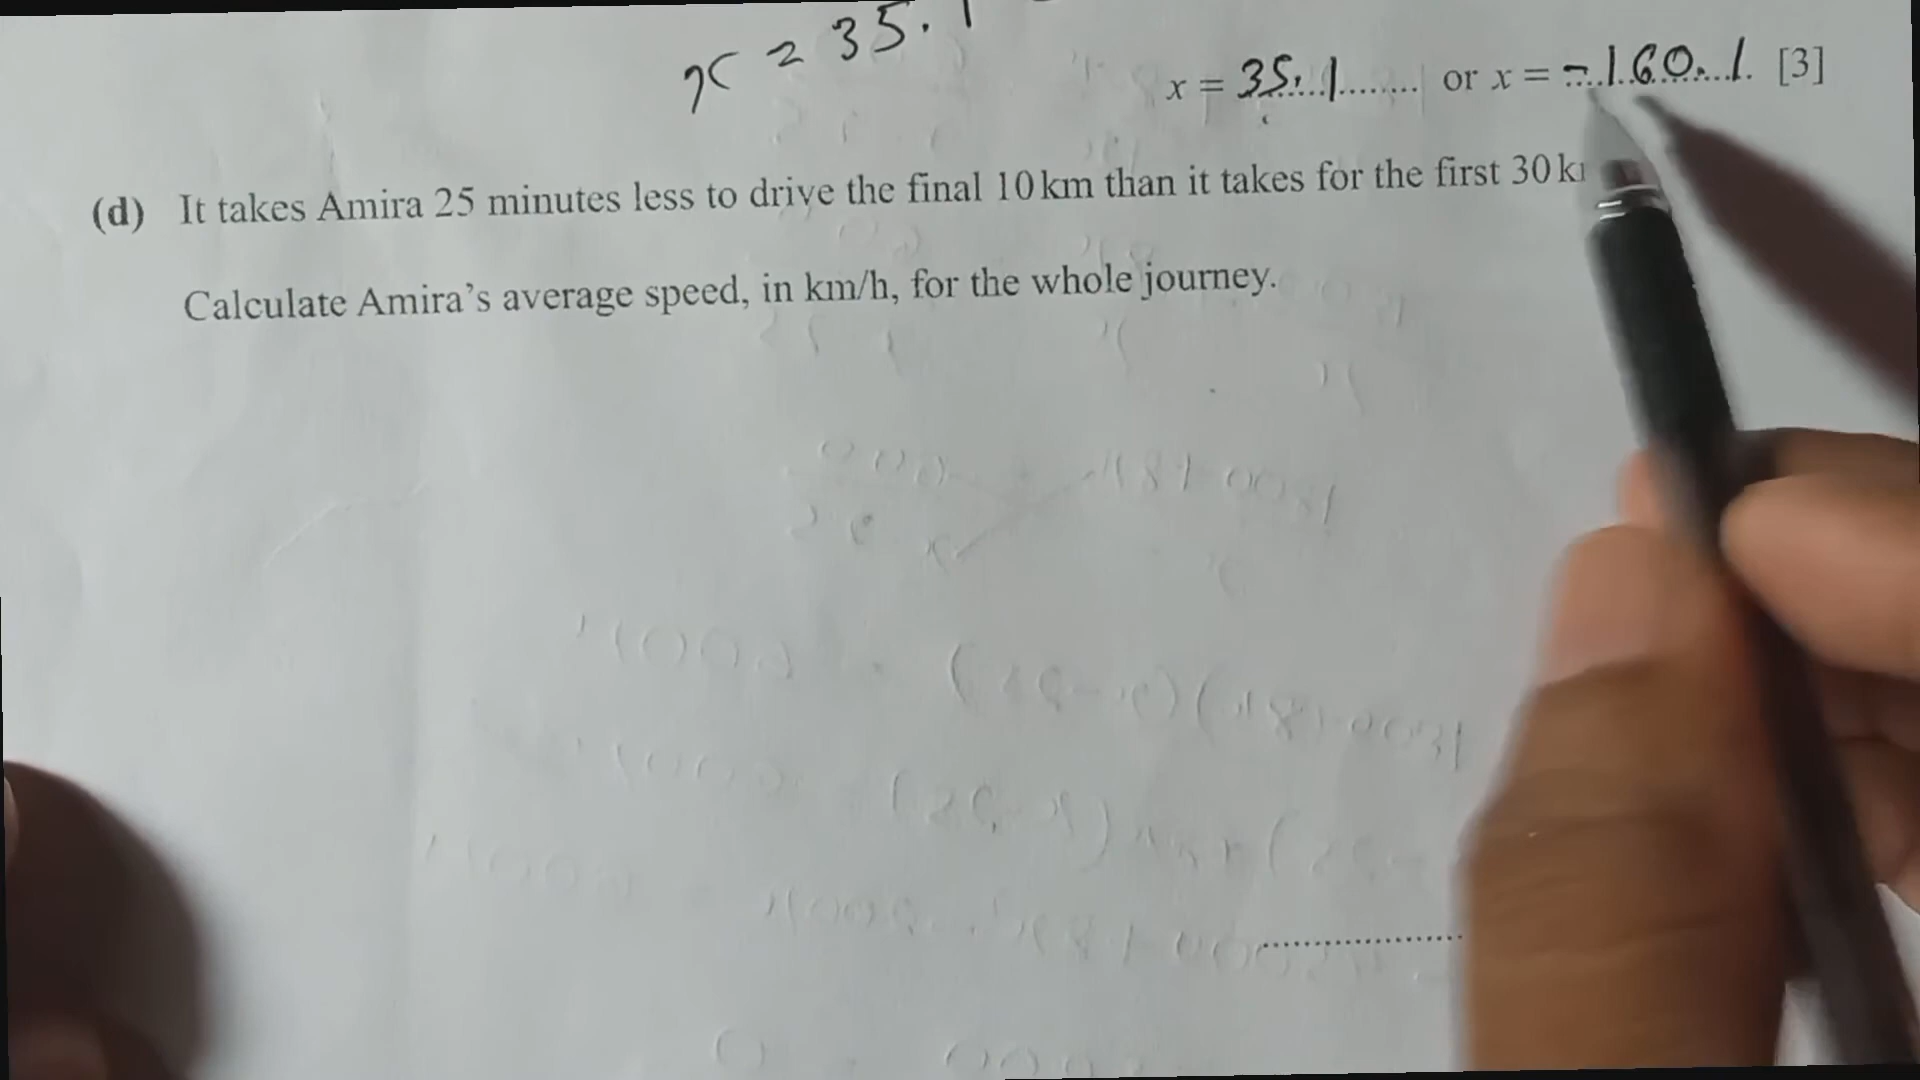 x = 35.1
x = 35.1 or x = -160.1 [3]
(d) It takes Amira 25 minutes less to drive the final 10 km than it takes for the first 30
Calculate Amira's average speed, in km/h, for the whole journey.